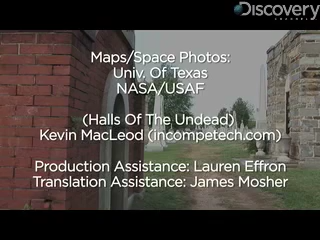 Discovery
Maps/Space Photos:
Univ. Of Texas
NASA/USAF
(Halls Of The Undead)
Kevin MacLeod (incompetech.com)
Production Assistance: Lauren Effron
Translation Assistance: James Mosher